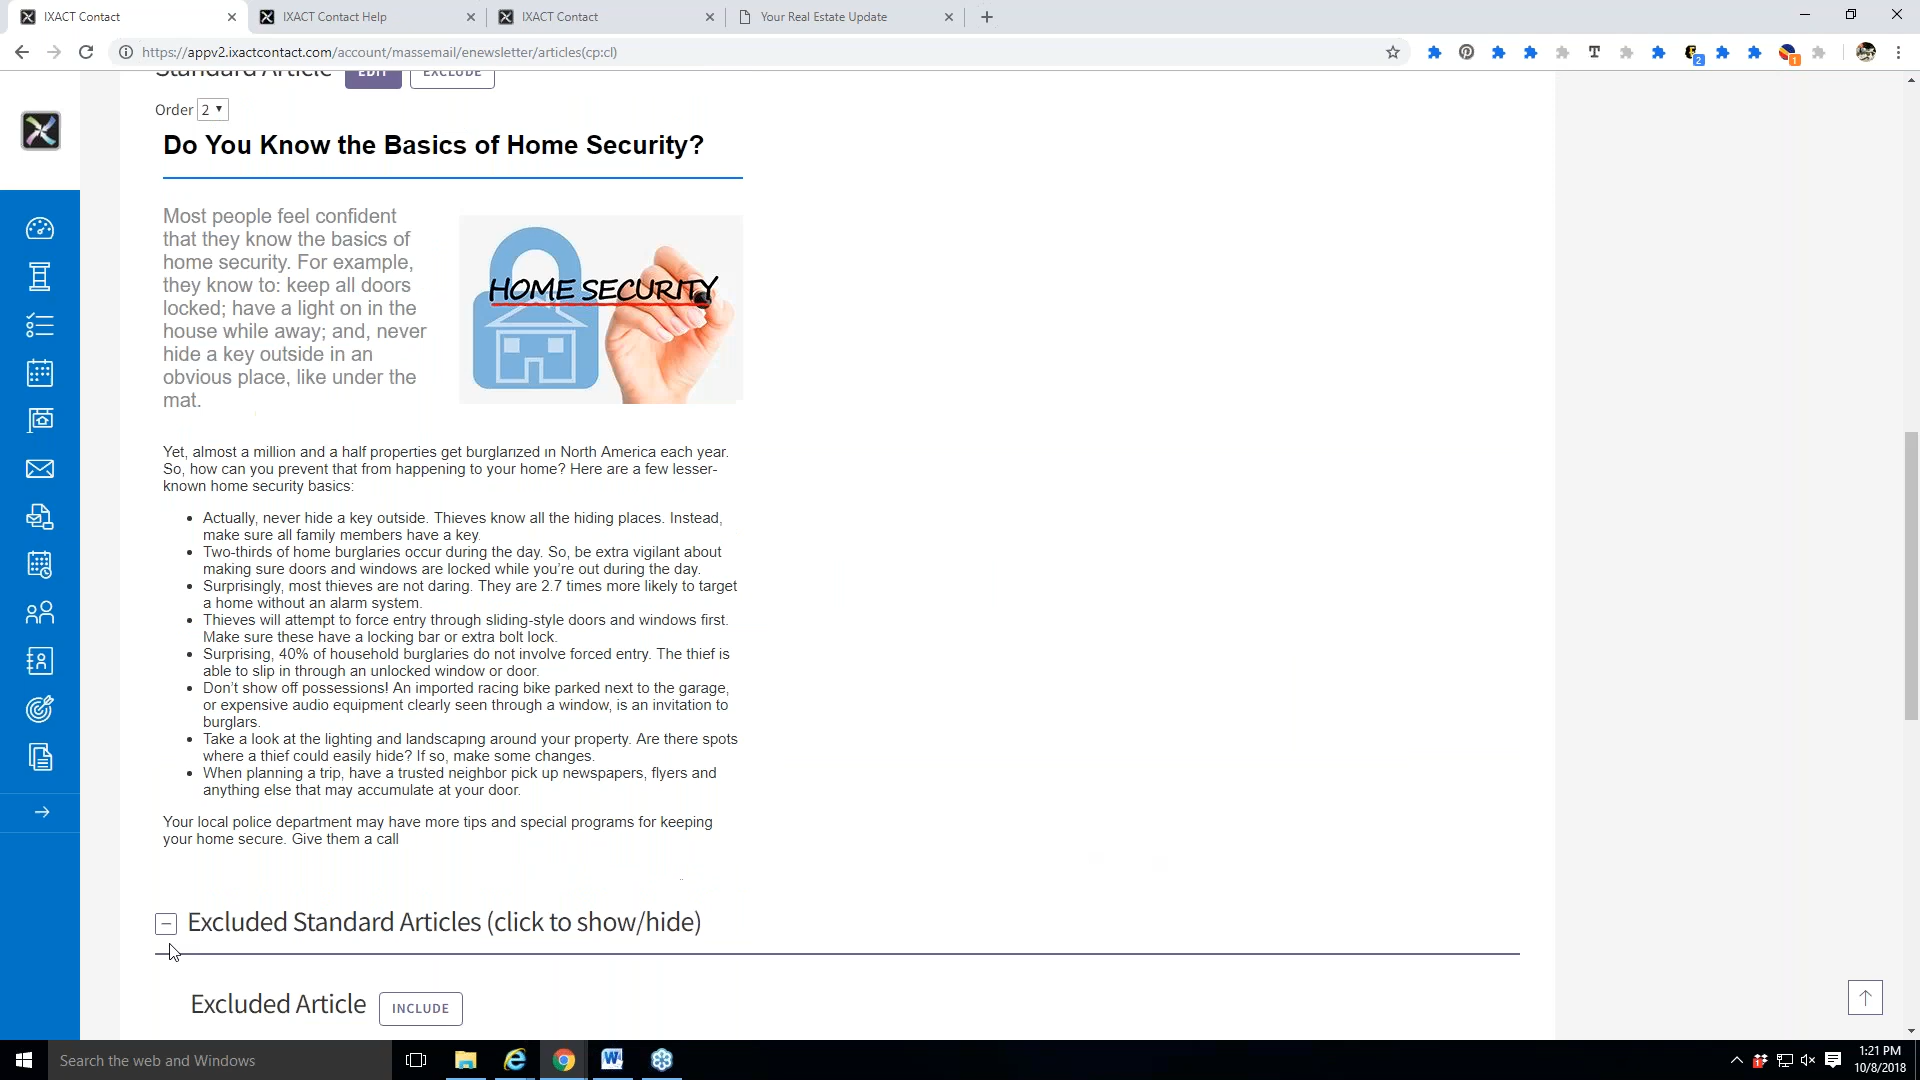 IXACT Contact
IXACT Contact Help
IXACT Contact
Your Real Estate Update
https://appv2.ixactcontact.com/account/massemail/enewsletter/articles(cp:cl)
2
1
Standard Article
EDIT
EXCLUDE
Order 2
Do You Know the Basics of Home Security?
Most people feel confident
that they know the basics of
home security. For example,
they know to: keep all doors
locked; have a light on in the
house while away; and, never
hide a key outside in an
obvious place, like under the
mat.
HOME SECURITY
Yet, almost a million and a half properties get burglarized in North America each year.
So, how can you prevent that from happening to your home? Here are a few lesser-
known home security basics:
• Actually, never hide a key outside. Thieves know all the hiding places. Instead,
make sure all family members have a key.
• Two-thirds of home burglaries occur during the day. So, be extra vigilant about
making sure doors and windows are locked while you’re out during the day.
• Surprisingly, most thieves are not daring. They are 2.7 times more likely to target
a home without an alarm system.
• Thieves will attempt to force entry through sliding-style doors and windows first.
Make sure these have a locking bar or extra bolt lock.
• Surprising, 40% of household burglaries do not involve forced entry. The thief is
able to slip in through an unlocked window or door.
• Don’t show off possessions! An imported racing bike parked next to the garage,
or expensive audio equipment clearly seen through a window, is an invitation to
burglars.
• Take a look at the lighting and landscaping around your property. Are there spots
where a thief could easily hide? If so, make some changes.
• When planning a trip, have a trusted neighbor pick up newspapers, flyers and
anything else that may accumulate at your door.
Your local police department may have more tips and special programs for keeping
your home secure. Give them a call
Excluded Standard Articles (click to show/hide)
Excluded Article
INCLUDE
Search the web and Windows
1:21 PM
10/8/2018